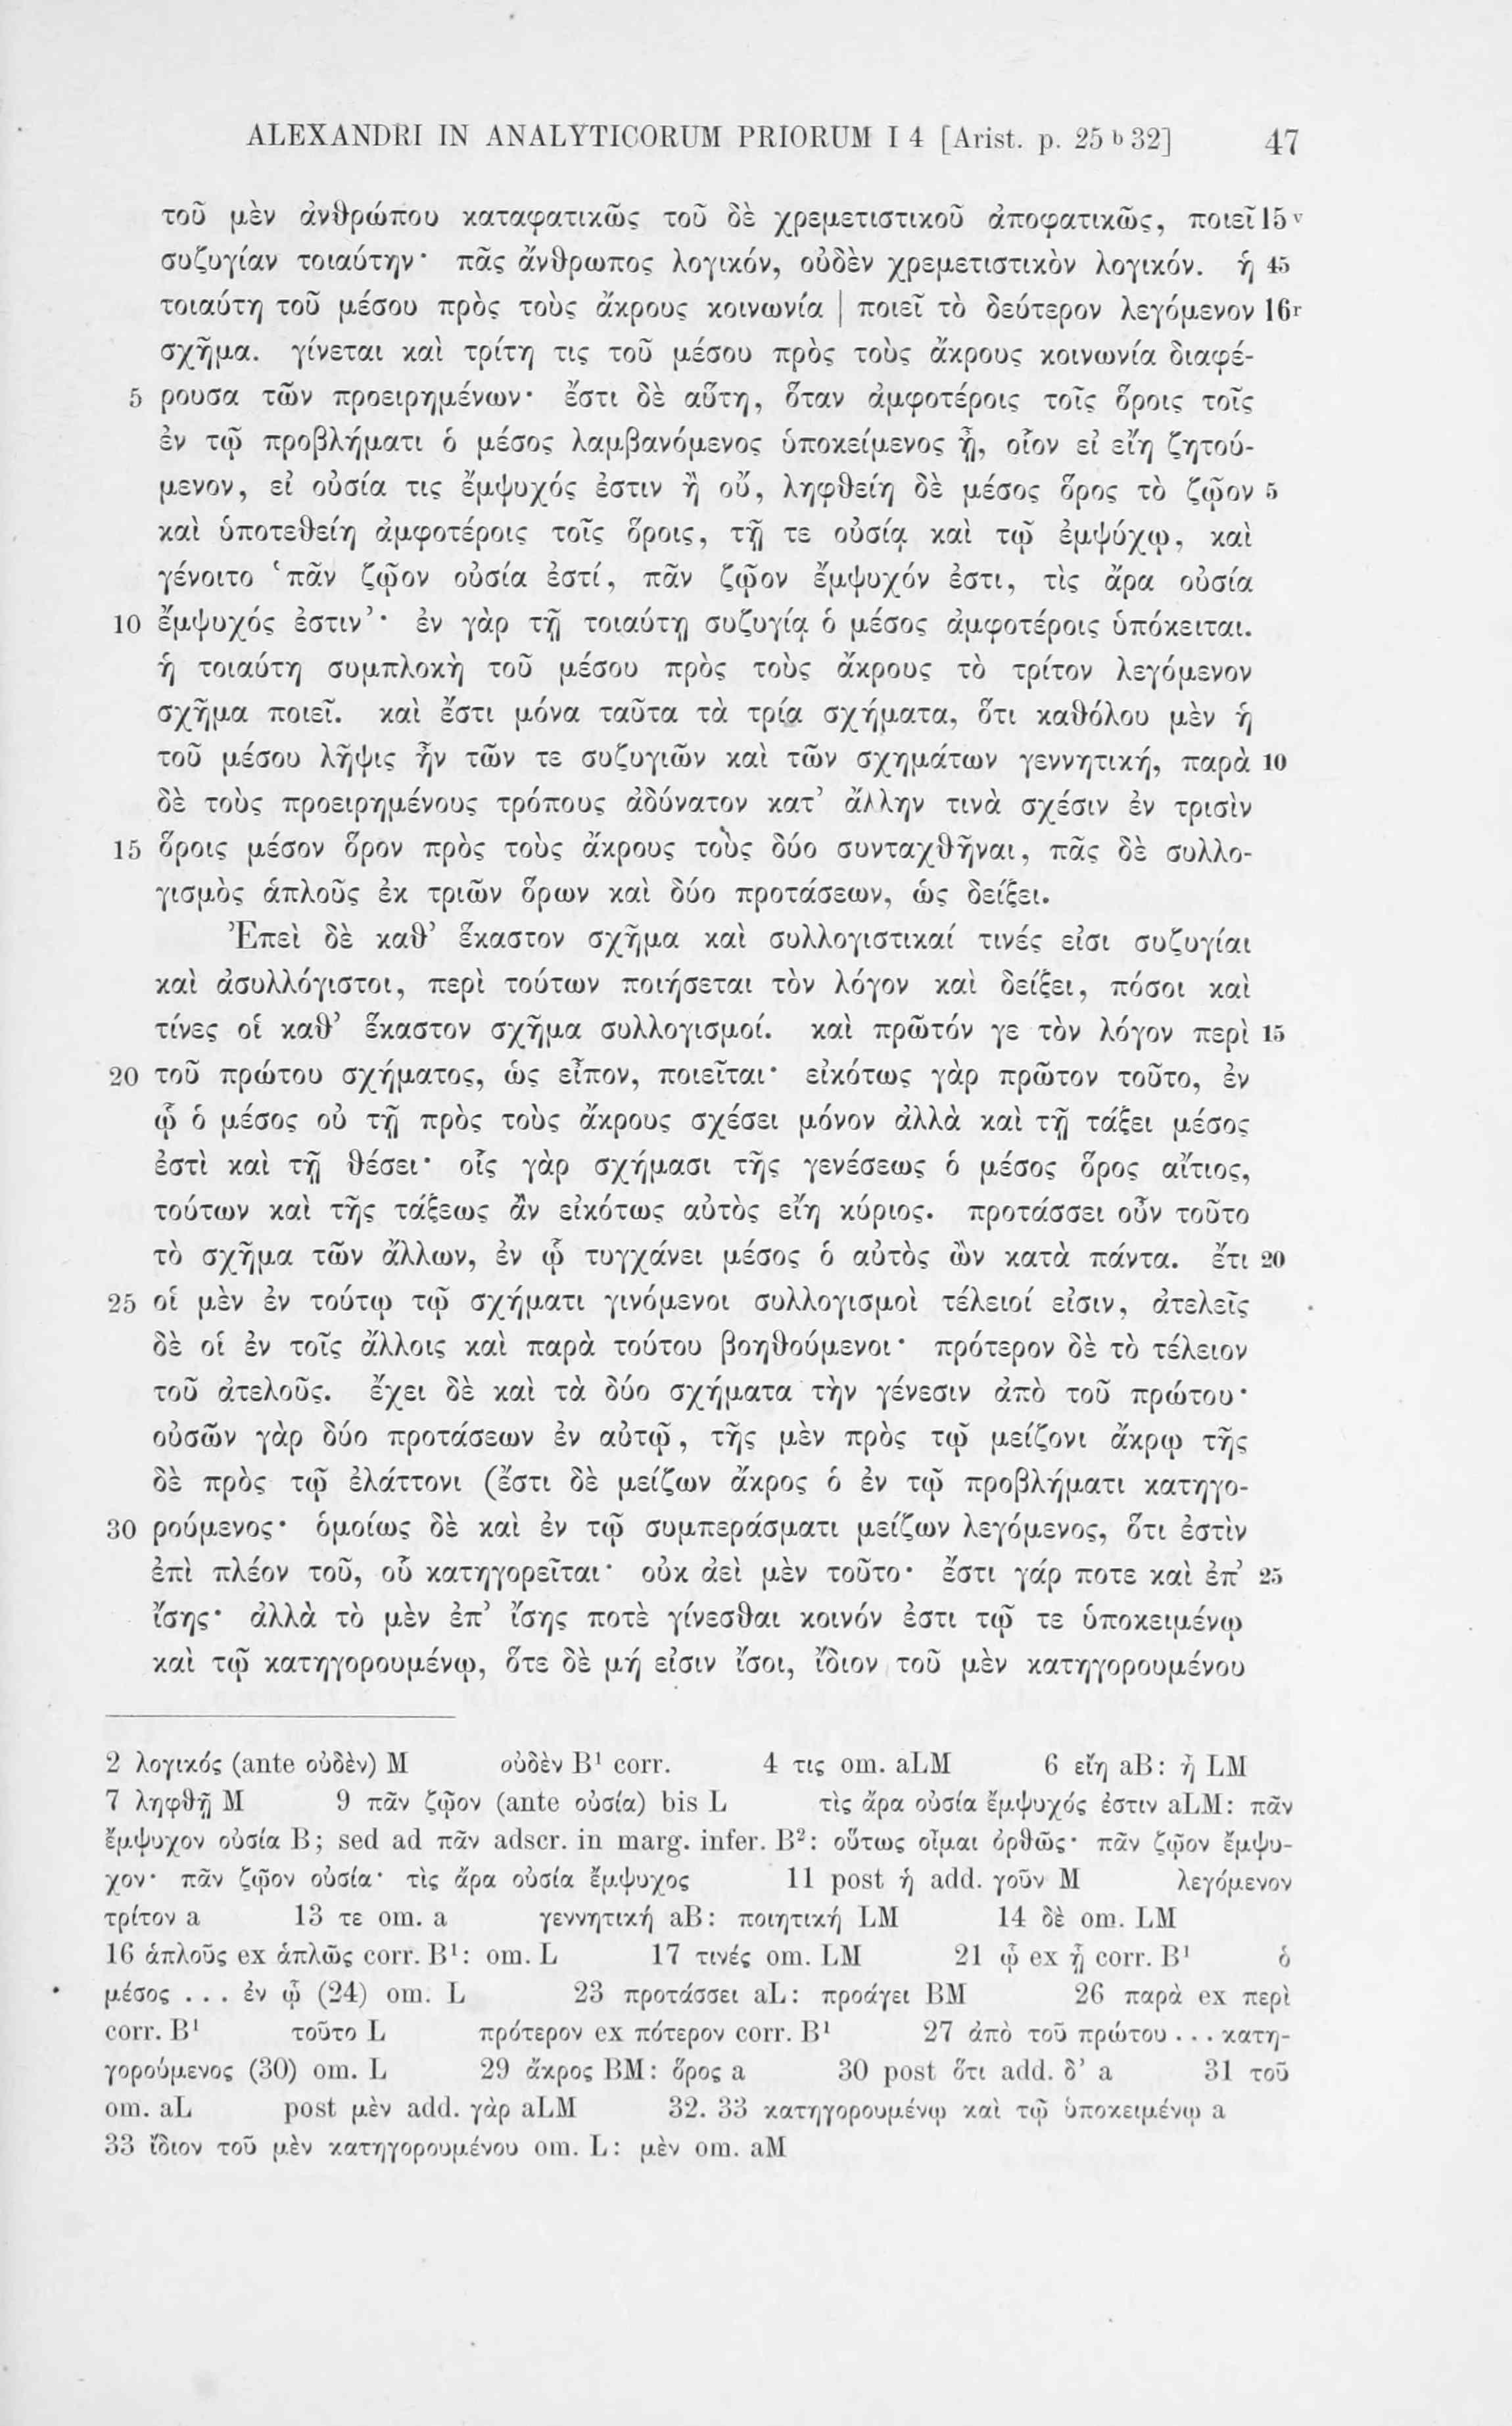 ALEXANDRI IN ANALYTICORUM PRIORUM I 4 [Arist. p. 25 b 32] 47
τοῦ μὲν ἀνθρώπου καταφατικῶς τοῦ δὲ χρεμετιστικοῦ ἀποφατικῶς, ποιεῖ 15v
συζυγίαν τοιαύτην· πᾶς ἄνθρωπος λογικόν, οὐδὲν χρεμετιστικὸν λογικόν. ἡ 45
τοιαύτη τοῦ μέσου πρὸς τοὺς ἄκρους κοινωνία | ποιεῖ τὸ δεύτερον λεγόμενον 16r
σχῆμα. γίνεται καὶ τρίτη τις τοῦ μέσου πρὸς τοὺς ἄκρους κοινωνία διαφέ-
5 ρουσα τῶν προειρημένων· ἔστι δὲ αὕτη, ὅταν ἀμφοτέροις τοῖς ὅροις τοῖς
ἐν τῷ προβλήματι ὁ μέσος λαμβανόμενος ὑποκείμενος ᾖ, οἷον εἰ εἴη ζητού-
μενον, εἰ οὐσία τις ἔμψυχός ἐστιν ἢ οὔ, ληφθείη δὲ μέσος ὅρος τὸ ζῷον 5
καὶ ὑποτεθείη ἀμφοτέροις τοῖς ὅροις, τῇ τε οὐσίᾳ καὶ τῷ ἐμψύχῳ, καὶ
γένοιτο ʽπᾶν ζῷον οὐσία ἐστί, πᾶν ζῷον ἔμψυχόν ἐστι, τὶς ἄρα οὐσία
10 ἔμψυχός ἐστινʼ· ἐν γὰρ τῇ τοιαύτῃ συζυγίᾳ ὁ μέσος ἀμφοτέροις ὑπόκειται.
ἡ τοιαύτη συμπλοκὴ τοῦ μέσου πρὸς τοὺς ἄκρους τὸ τρίτον λεγόμενον
σχῆμα ποιεῖ. καὶ ἔστι μόνα ταῦτα τὰ τρία σχήματα, ὅτι καθόλου μὲν ἡ
τοῦ μέσου λῆψις ἦν τῶν τε συζυγιῶν καὶ τῶν σχημάτων γεννητική, παρὰ 10
δὲ τοὺς προειρημένους τρόπους ἀδύνατον κατ' ἄλλην τινὰ σχέσιν ἐν τρισὶν
15 ὅροις μέσον ὅρον πρὸς τοὺς ἄκρους τοὺς δύο συνταχθῆναι, πᾶς δὲ συλλο-
γισμὸς ἁπλοῦς ἐκ τριῶν ὅρων καὶ δύο προτάσεων, ὡς δείξει.
Ἐπεὶ δὲ καθ' ἕκαστον σχῆμα καὶ συλλογιστικαί τινές εἰσι συζυγίαι
καὶ ἀσυλλόγιστοι, περὶ τούτων ποιήσεται τὸν λόγον καὶ δείξει, πόσοι καὶ
τίνες οἱ καθ' ἕκαστον σχῆμα συλλογισμοί. καὶ πρῶτόν γε τὸν λόγον περὶ 15
20 τοῦ πρώτου σχήματος, ὡς εἶπον, ποιεῖται· εἰκότως γὰρ πρῶτον τοῦτο, ἐν
ᾧ ὁ μέσος οὐ τῇ πρὸς τοὺς ἄκρους σχέσει μόνον ἀλλὰ καὶ τῇ τάξει μέσος
ἐστὶ καὶ τῇ θέσει· οἷς γὰρ σχήμασι τῆς γενέσεως ὁ μέσος ὅρος αἴτιος,
τούτων καὶ τῆς τάξεως ἂν εἰκότως αὐτὸς εἴη κύριος. προτάσσει οὖν τοῦτο
τὸ σχῆμα τῶν ἄλλων, ἐν ᾧ τυγχάνει μέσος ὁ αὐτὸς ὢν κατὰ πάντα. ἔτι 20
25 οἱ μὲν ἐν τούτῳ τῷ σχήματι γινόμενοι συλλογισμοὶ τέλειοί εἰσιν, ἀτελεῖς
δὲ οἱ ἐν τοῖς ἄλλοις καὶ παρὰ τούτου βοηθούμενοι· πρότερον δὲ τὸ τέλειον
τοῦ ἀτελοῦς. ἔχει δὲ καὶ τὰ δύο σχήματα τὴν γένεσιν ἀπὸ τοῦ πρώτου·
οὐσῶν γὰρ δύο προτάσεων ἐν αὐτῷ, τῆς μὲν πρὸς τῷ μείζονι ἄκρῳ τῆς
δὲ πρὸς τῷ ἐλάττονι (ἔστι δὲ μείζων ἄκρος ὁ ἐν τῷ προβλήματι κατηγο-
30 ρούμενος· ὁμοίως δὲ καὶ ἐν τῷ συμπεράσματι μείζων λεγόμενος, ὅτι ἐστὶν
ἐπὶ πλέον τοῦ, οὗ κατηγορεῖται· οὐκ ἀεὶ μὲν τοῦτο· ἔστι γάρ ποτε καὶ ἐπ' 25
ἴσης· ἀλλὰ τὸ μὲν ἐπ' ἴσης ποτὲ γίνεσθαι κοινόν ἐστι τῷ τε ὑποκειμένῳ
καὶ τῷ κατηγορουμένῳ, ὅτε δὲ μή εἰσιν ἴσοι, ἴδιον τοῦ μὲν κατηγορουμένου
2 λογικός (ante οὐδὲν) M οὐδὲν B¹ corr. 4 τις om. aLM 6 εἴη aB: ἢ LM
7 ληφθῇ M 9 πᾶν ζῷον (ante οὐσία) bis L τὶς ἄρα οὐσία ἔμψυχός ἐστιν aLM: πᾶν
ἔμψυχον οὐσία B; sed ad πᾶν adscr. in marg. infer. B²: οὕτως οἶμαι ὀρθῶς· πᾶν ζῷον ἔμψυ-
χον· πᾶν ζῷον οὐσία· τὶς ἄρα οὐσία ἔμψυχος 11 post ἡ add. γοῦν M λεγόμενον
τρίτον a 13 τε om. a γεννητική aB: ποιητική LM 14 δὲ om. LM
16 ἁπλοῦς ex ἁπλῶς corr. B¹: om. L 17 τινές om. LM 21 ᾧ ex ᾗ corr. B¹ ὁ
μέσος . . . ἐν ᾧ (24) om. L 23 προτάσσει aL: προάγει BM 26 παρὰ ex περὶ
corr. B¹ τοῦτο L πρότερον ex πότερον corr. B¹ 27 ἀπὸ τοῦ πρώτου . . . κατη-
γορούμενος (30) om. L 29 ἄκρος BM: ὅρος a 30 post ὅτι add. δ' a 31 τοῦ
om. aL post μὲν add. γὰρ aLM 32. 33 κατηγορουμένῳ καὶ τῷ ὑποκειμένῳ a
33 ἴδιον τοῦ μὲν κατηγορουμένου om. L: μὲν om. aM